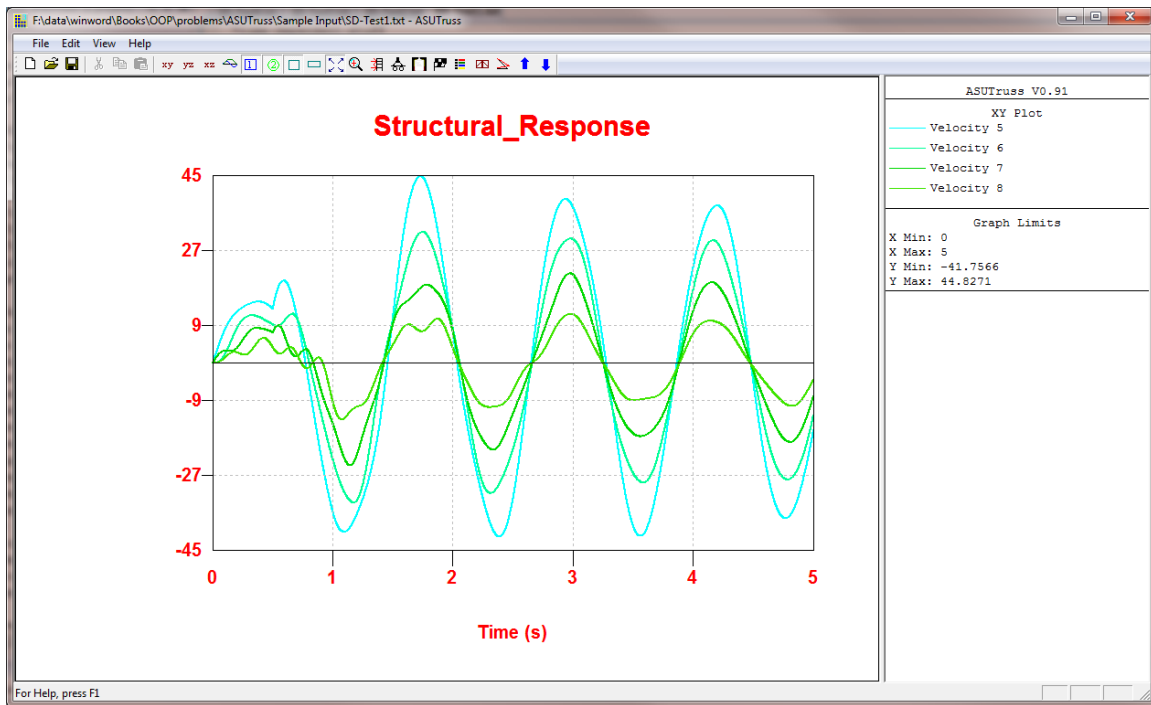 F:\data\winword\Books\OOP\problems\ASUTruss\Sample Input\SD-Test1.txt - ASUTruss
File Edit View Help
xy yz xz 1 2
ASUTruss V0.91
XY Plot
Velocity 5
Velocity 6
Velocity 7
Velocity 8
Graph Limits
X Min: 0
X Max: 5
Y Min: -41.7566
Y Max: 44.8271
Structural_Response
45
27
9
-9
-27
-45
0 1 2 3 4 5
Time (s)
For Help, press F1